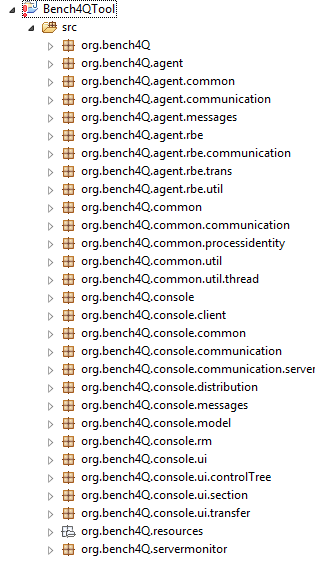 Bench4QTool
src
org.bench4Q
org.bench4Q.agent
org.bench4Q.agent.common
org.bench4Q.agent.communication
org.bench4Q.agent.messages
org.bench4Q.agent.rbe
org.bench4Q.agent.rbe.communication
org.bench4Q.agent.rbe.trans
org.bench4Q.agent.rbe.util
org.bench4Q.common
org.bench4Q.common.communication
org.bench4Q.common.processidentity
org.bench4Q.common.util
org.bench4Q.common.util.thread
org.bench4Q.console
org.bench4Q.console.client
org.bench4Q.console.common
org.bench4Q.console.communication
org.bench4Q.console.communication.server
org.bench4Q.console.distribution
org.bench4Q.console.messages
org.bench4Q.console.model
org.bench4Q.console.rm
org.bench4Q.console.ui
org.bench4Q.console.ui.controlTree
org.bench4Q.console.ui.section
org.bench4Q.console.ui.transfer
org.bench4Q.resources
org.bench4Q.servermonitor